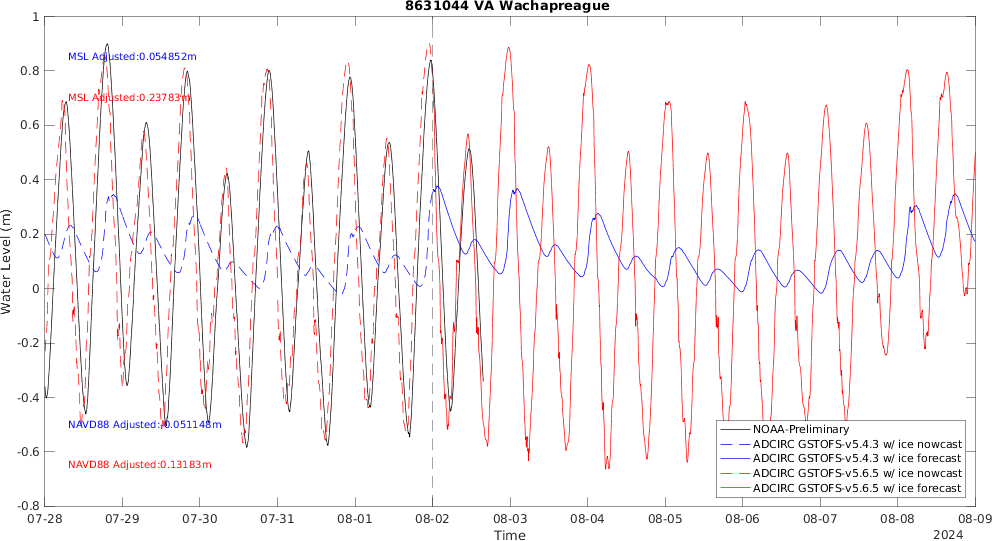 8631044 VA Wachapreague
1
0.8
0.6
0.4
0.2
0
-0.2
-0.4
-0.6
-0.8
Water Level (m)
MSL Adjusted:0.054852m
MSL Adjusted:0.23783m
NAVD88 Adjusted:-0.051148m
NAVD88 Adjusted:0.13183m
NOAA-Preliminary
ADCIRC GSTOFS-v5.4.3 w/ ice nowcast
ADCIRC GSTOFS-v5.4.3 w/ ice forecast
ADCIRC GSTOFS-v5.6.5 w/ ice nowcast
ADCIRC GSTOFS-v5.6.5 w/ ice forecast
07-28 07-29 07-30 07-31 08-01 08-02 08-03 08-04 08-05 08-06 08-07 08-08 08-09
Time
2024